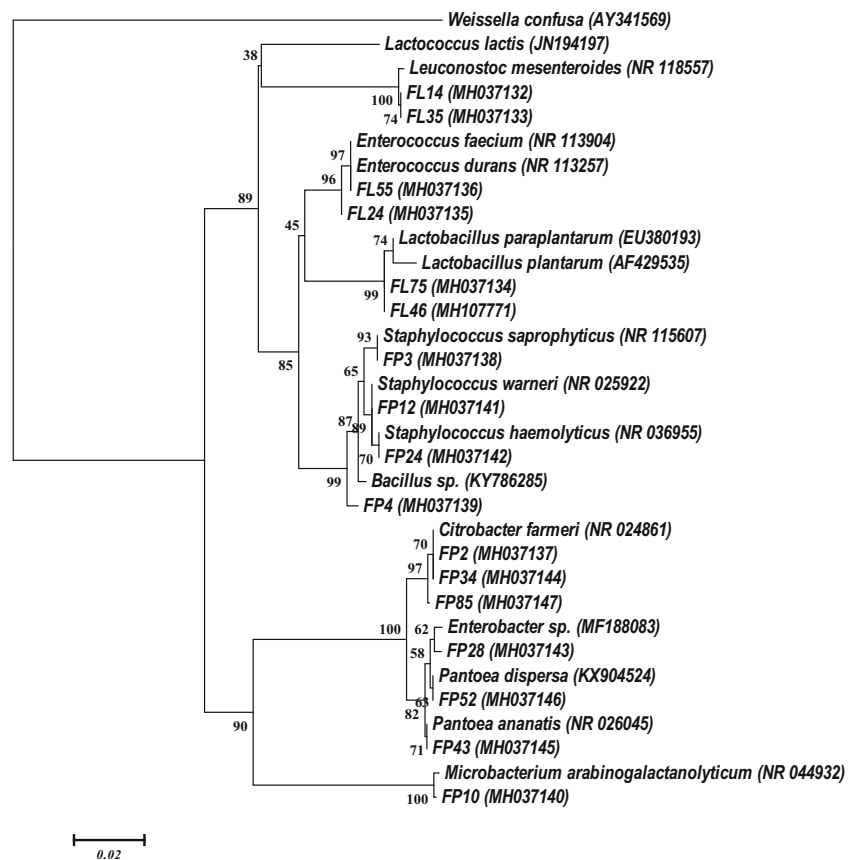 Weissella confusa (AY341569)
Lactococcus lactis (JN194197)
38
Leuconostoc mesenteroides (NR 118557)
FL14 (MH037132)
100
FL35 (MH037133)
74
Enterococcus faecium (NR 113904)
97
Enterococcus durans (NR 113257)
96
FL55 (MH037136)
89
FL24 (MH037135)
45
74
Lactobacillus paraplantarum (EU380193)
Lactobacillus plantarum (AF429535)
FL75 (MH037134)
99
FL46 (MH107771)
93
Staphylococcus saprophyticus (NR 115607)
85
FP3 (MH037138)
65
Staphylococcus warneri (NR 025922)
FP12 (MH037141)
87
89
Staphylococcus haemolyticus (NR 036955)
70
FP24 (MH037142)
99
Bacillus sp. (KY786285)
FP4 (MH037139)
Citrobacter farmeri (NR 024861)
70
FP2 (MH037137)
97
FP34 (MH037144)
FP85 (MH037147)
100
62
Enterobacter sp. (MF188083)
58
FP28 (MH037143)
Pantoea dispersa (KX904524)
63
FP52 (MH037146)
82
Pantoea ananatis (NR 026045)
90
71
FP43 (MH037145)
Microbacterium arabinogalactanolyticum (NR 044932)
100
FP10 (MH037140)
0.02